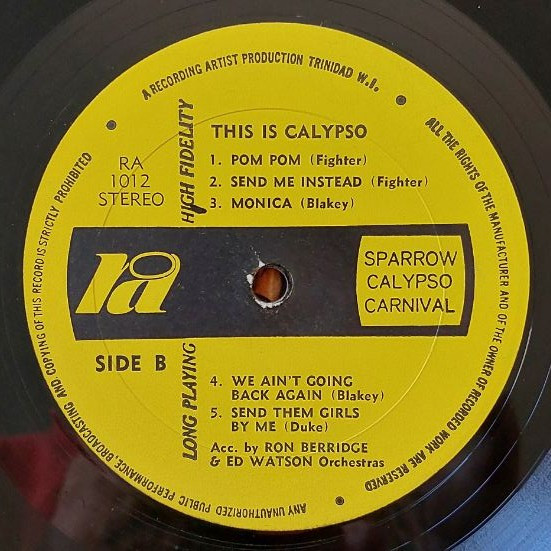 A RECORDING ARTIST PRODUCTION TRINIDAD W.I.
ALL THE RIGHTS OF THE MANUFACTURER AND OF THE OWNER OF RECORDED WORK ARE RESERVED
ANY UNAUTHORIZED PUBLIC PERFORMANCE, BROADCASTING AND COPYING OF THIS RECORD IS STRICTLY PROHIBITED
THIS IS CALYPSO
RA
1012
STEREO
HIGH FIDELITY
1. POM POM (Fighter)
2. SEND ME INSTEAD (Fighter)
3. MONICA (Blakey)
ra
SPARROW
CALYPSO
CARNIVAL
SIDE B
LONG PLAYING
4. WE AIN'T GOING
BACK AGAIN (Blakey)
5. SEND THEM GIRLS
BY ME (Duke)
Acc. by RON BERRIDGE
& ED WATSON Orchestras